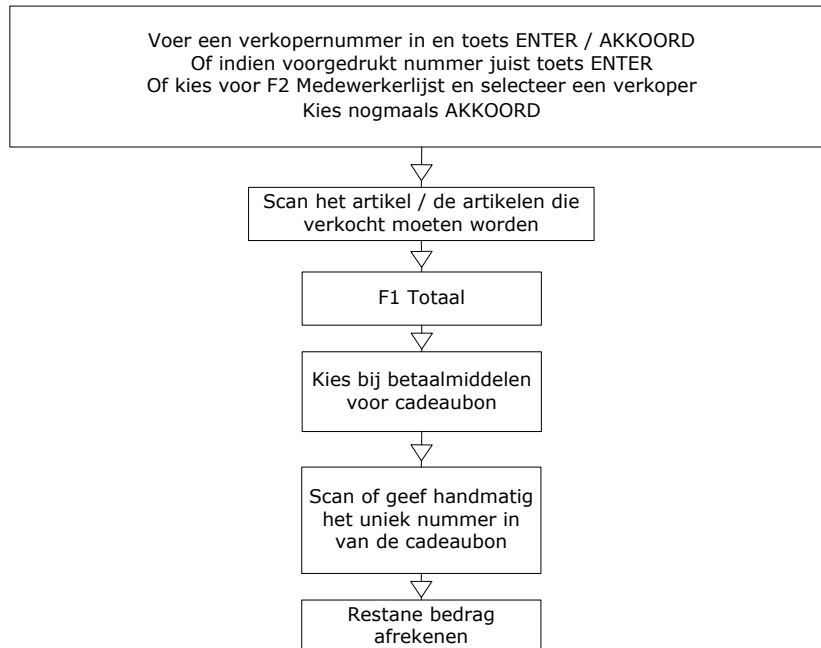 Voer een verkopernummer in en toets ENTER / AKKOORD
Of indien voorgedrukt nummer juist toets ENTER
Of kies voor F2 Medewerkerlijst en selecteer een verkoper
Kies nogmaals AKKOORD
Scan het artikel / de artikelen die
verkocht moeten worden
F1 Totaal
Kies bij betaalmiddelen
voor cadeaubon
Scan of geef handmatig
het uniek nummer in
van de cadeaubon
Restane bedrag
afrekenen